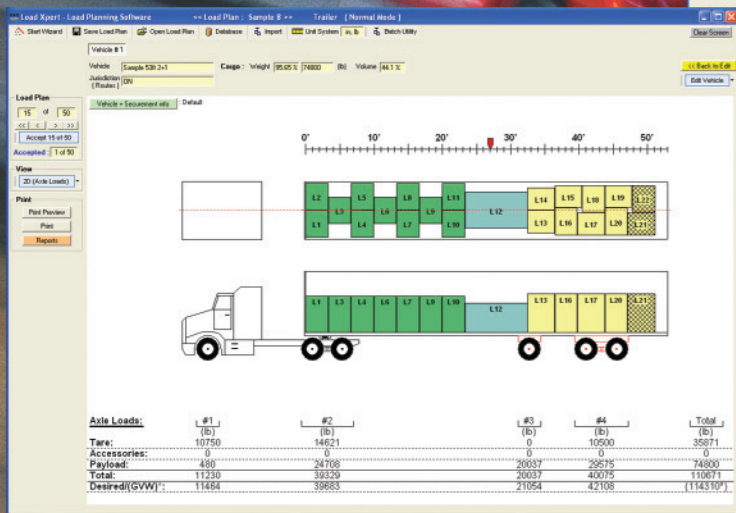 Load Xpert - Load Planning Software << Load Plan : Sample B >> Trailer ( Normal Mode )
Start Wizard Save Load Plan Open Load Plan Database Import Unit System in, lb Batch Utility Clear Screen
Vehicle #1
Vehicle Sample 53ft 2+1 Cargo : Weight 85.65 % 74800 (lb) Volume 44.1 % << Back to Edit
Jurisdiction ( Routes ) ON Edit Vehicle
Load Plan
15 of 50
<< < > >>
Accept 15 of 50
Accepted : 1 of 50
View
2D (Axle Loads)
Print
Print Preview
Print
Reports
Vehicle + Securement info Default
0' 10' 20' 30' 40' 50'
L2 L5 L8 L11 L14 L15 L18 L19 L22
L3 L6 L9 L12
L1 L4 L7 L10 L13 L16 L17 L20 L21
L1 L3 L4 L6 L7 L9 L10 L12 L13 L16 L17 L20 L21
Axle Loads: #1 #2 #3 #4 Total
(lb) (lb) (lb) (lb) (lb)
Tare: 10750 14621 0 10500 35871
Accessories: 0 0 0 0 0
Payload: 480 24708 20037 29575 74800
Total: 11230 39329 20037 40075 110671
Desired/(GVW)*: 11464 39683 21054 42108 (114310*)